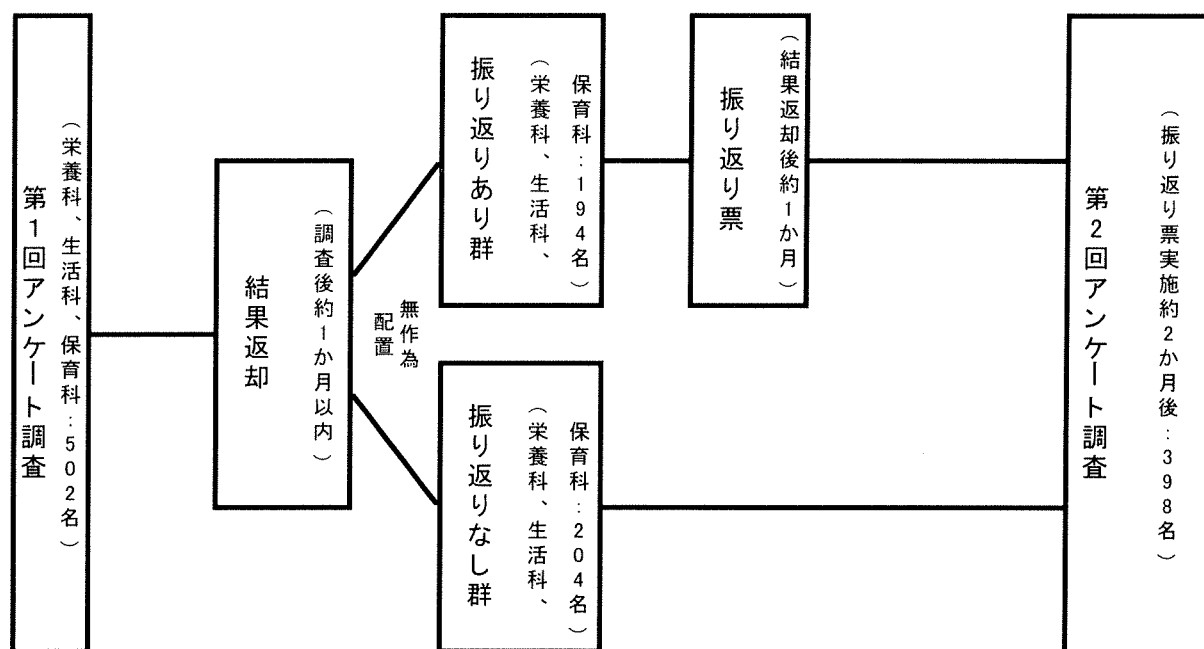 第1回アンケート調査
（栄養科、生活科、保育科：502名）
結果返却
（調査後約1か月以内）
無作為
配置
振り返りあり群
（栄養科、生活科、
保育科：194名）
振り返り票
（結果返却後約1か月）
振り返りなし群
（栄養科、生活科、
保育科：204名）
第2回アンケート調査
（振り返り票実施約2か月後：398名）